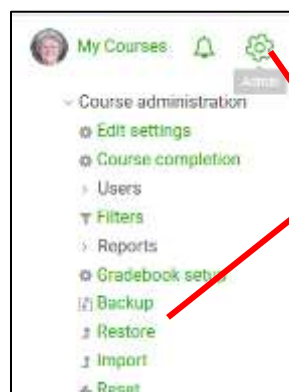 My Courses
Admin
Course administration
Edit settings
Course completion
Users
Filters
Reports
Gradebook setup
Backup
Restore
Import
Reset